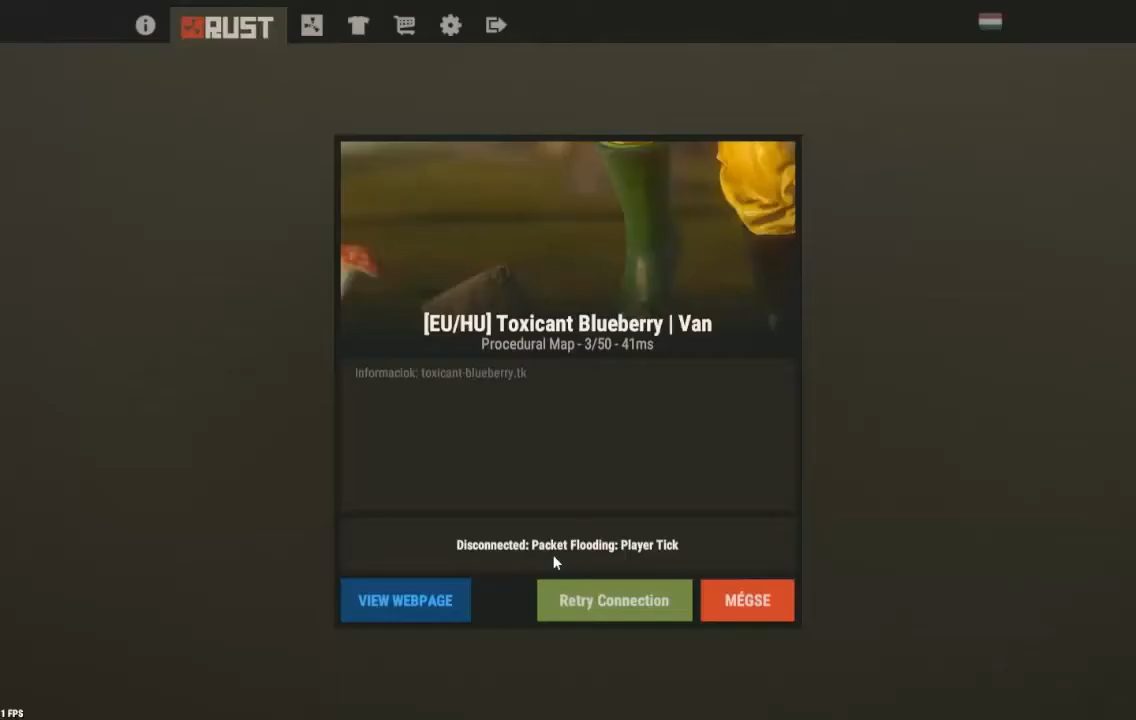 RUST
[EU/HU] Toxicant Blueberry | Van
Procedural Map - 3/50 - 41ms
Informaciok: toxicant-blueberry.tk
Disconnected: Packet Flooding: Player Tick
VIEW WEBPAGE
Retry Connection
MÉGSE
1 FPS